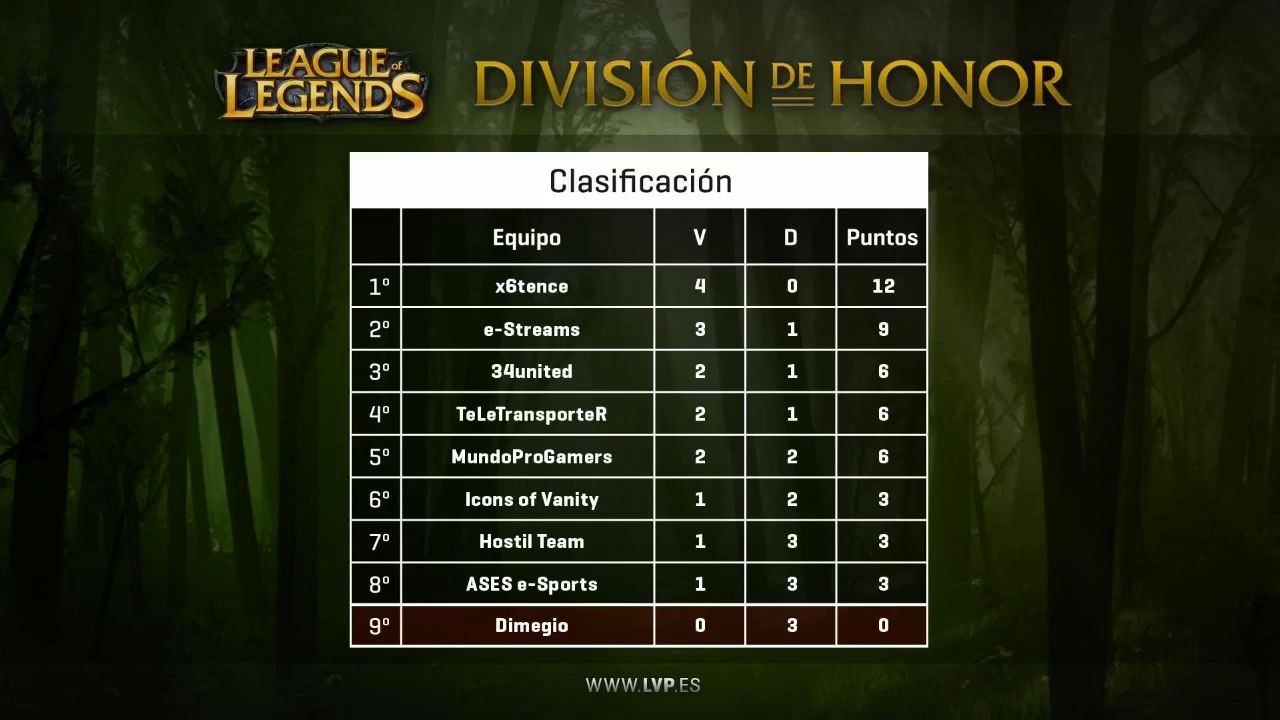 LEAGUE of LEGENDS
DIVISIÓN DE HONOR
Clasificación
Equipo V D Puntos
1º x6tence 4 0 12
2º e-Streams 3 1 9
3º 34united 2 1 6
4º TeLeTransporteR 2 1 6
5º MundoProGamers 2 2 6
6º Icons of Vanity 1 2 3
7º Hostil Team 1 3 3
8º ASES e-Sports 1 3 3
9º Dimegio 0 3 0
WWW.LVP.ES